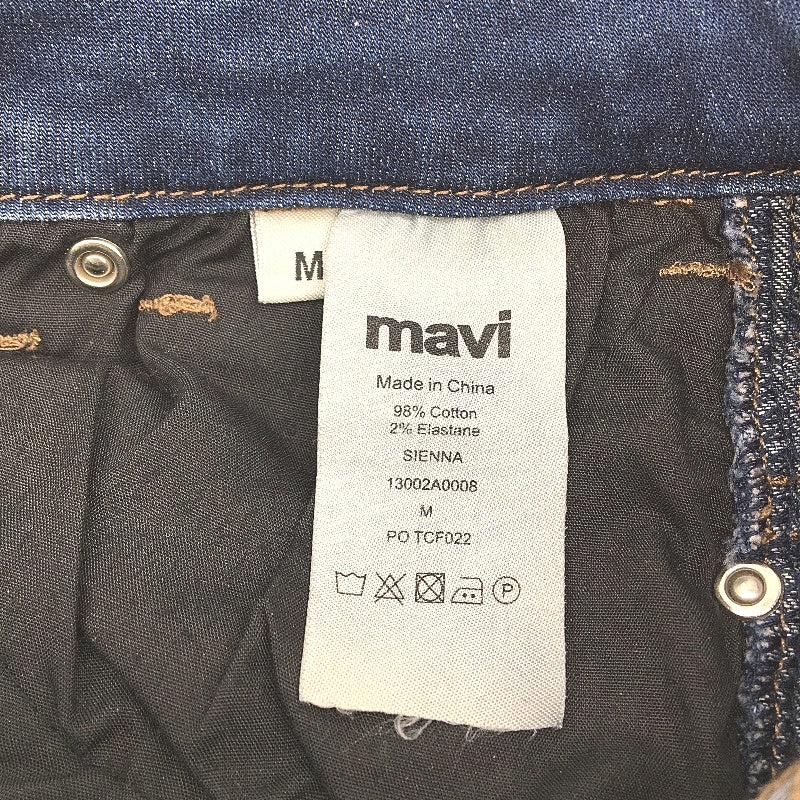 M
mavi
Made in China
98% Cotton
2% Elastane
SIENNA
13002A0008
M
PO TCF022
P